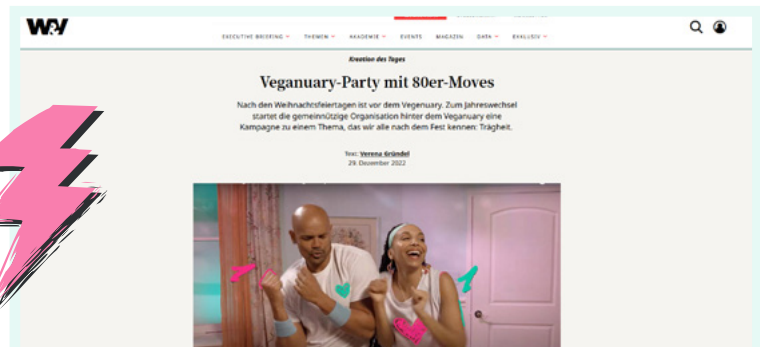 W&V
EXECUTIVE BRIEFING THEMEN AKADEMIE EVENTS MAGAZIN DATA EXKLUSIV
Kreation des Tages
Veganuary-Party mit 80er-Moves
Nach den Weihnachtsfeiertagen ist vor dem Vegenuary. Zum Jahreswechsel
startet die gemeinnützige Organisation hinter dem Veganuary eine
Kampagne zu einem Thema, das wir alle nach dem Fest kennen: Trägheit.
Text: Verena Gründel
29. Dezember 2022